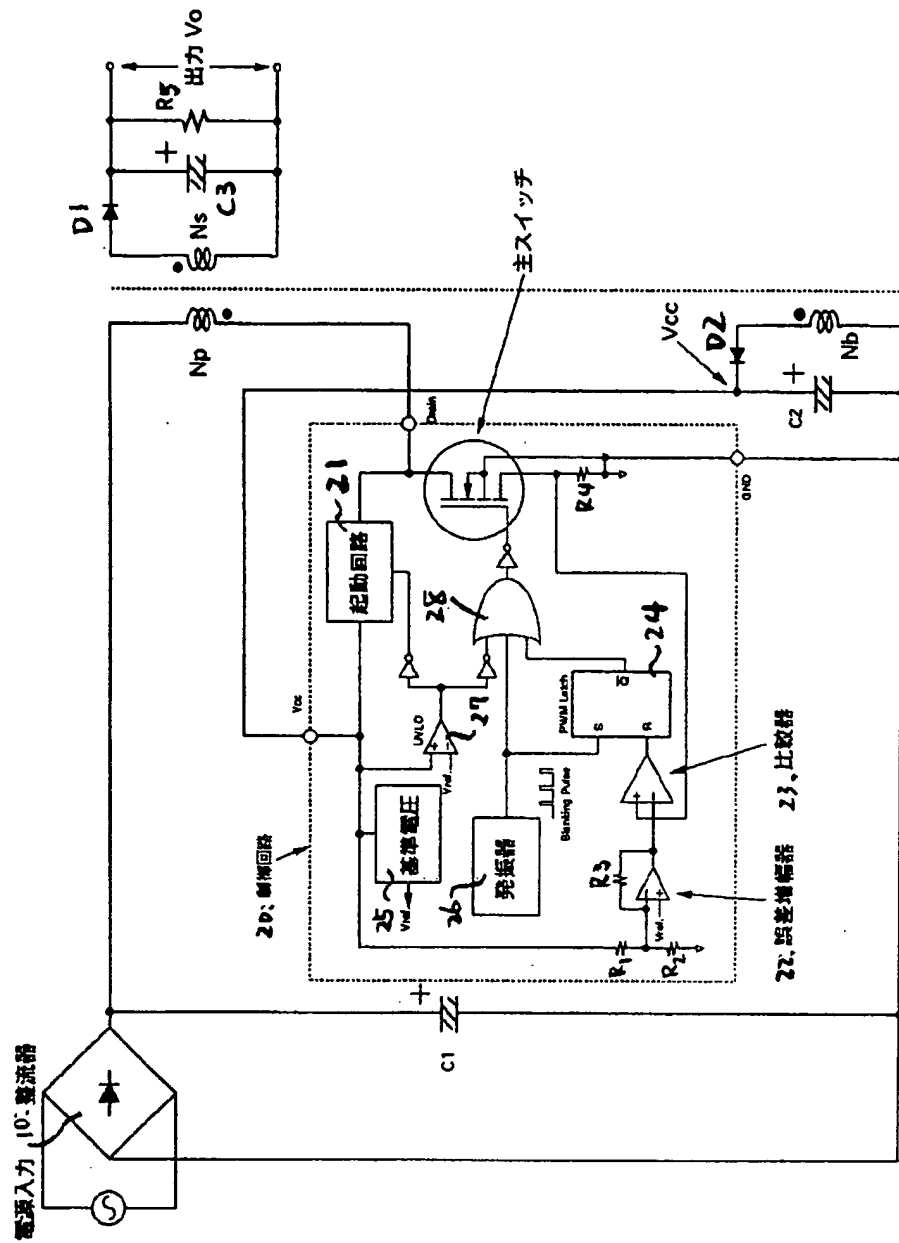 電源入力
10: 整流器
C1
+
20; 制御回路
Vcc
基準電圧
25
Vref
26
発振器
Blanking Pulse
UVLO
Vref
27
起動回路
21
28
PWM Latch
S
R
Q
24
R1
R2
R3
Vref
22, 誤差増幅器
23, 比較器
Drain
R4
GND
主スイッチ
Np
Vcc
D2
C2
+
Nb
Ns
D1
C3
+
R5
出力 Vo